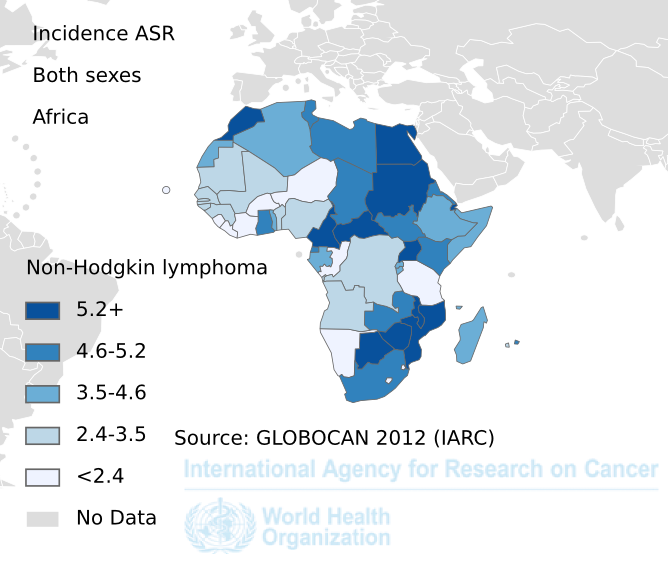 Incidence ASR
Both sexes
Africa
Non-Hodgkin lymphoma
5.2+
4.6-5.2
3.5-4.6
2.4-3.5
<2.4
No Data
Source: GLOBOCAN 2012 (IARC)
International Agency for Research on Cancer
World Health
Organization